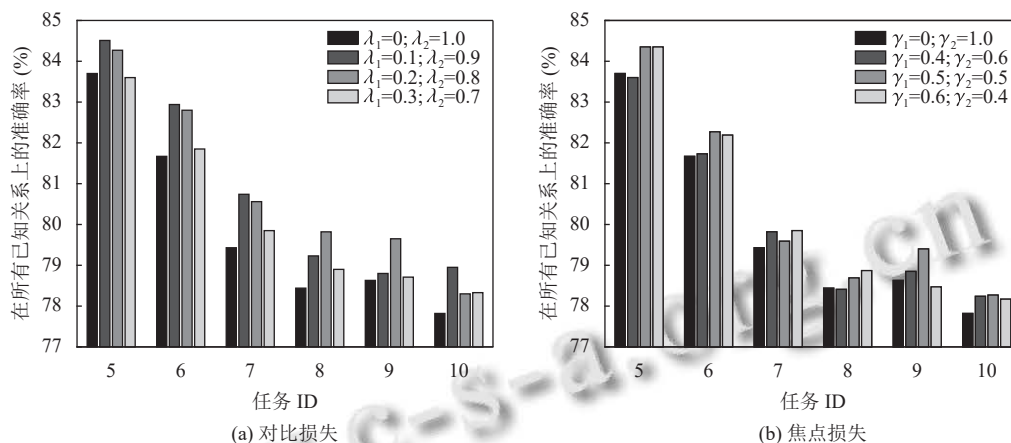 85
84
83
82
81
80
79
78
77
在所有已知关系上的准确率 (%)
λ₁=0; λ₂=1.0
λ₁=0.1; λ₂=0.9
λ₁=0.2; λ₂=0.8
λ₁=0.3; λ₂=0.7
5 6 7 8 9 10
任务 ID
(a) 对比损失
85
84
83
82
81
80
79
78
77
在所有已知关系上的准确率 (%)
γ₁=0; γ₂=1.0
γ₁=0.4; γ₂=0.6
γ₁=0.5; γ₂=0.5
γ₁=0.6; γ₂=0.4
5 6 7 8 9 10
任务 ID
(b) 焦点损失
c-s-a.org.cn